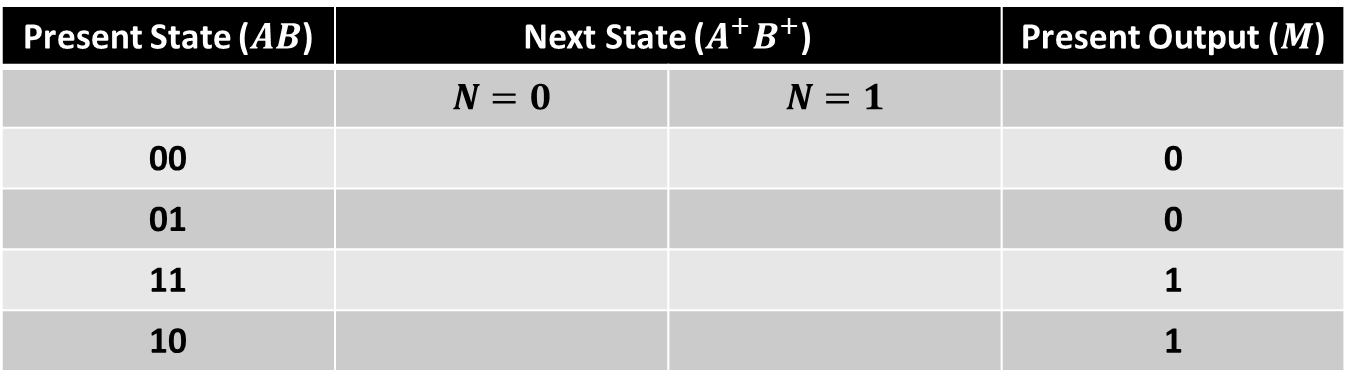 Present State (AB) Next State (A⁺B⁺) Present Output (M)
N = 0 N = 1
00 0
01 0
11 1
10 1